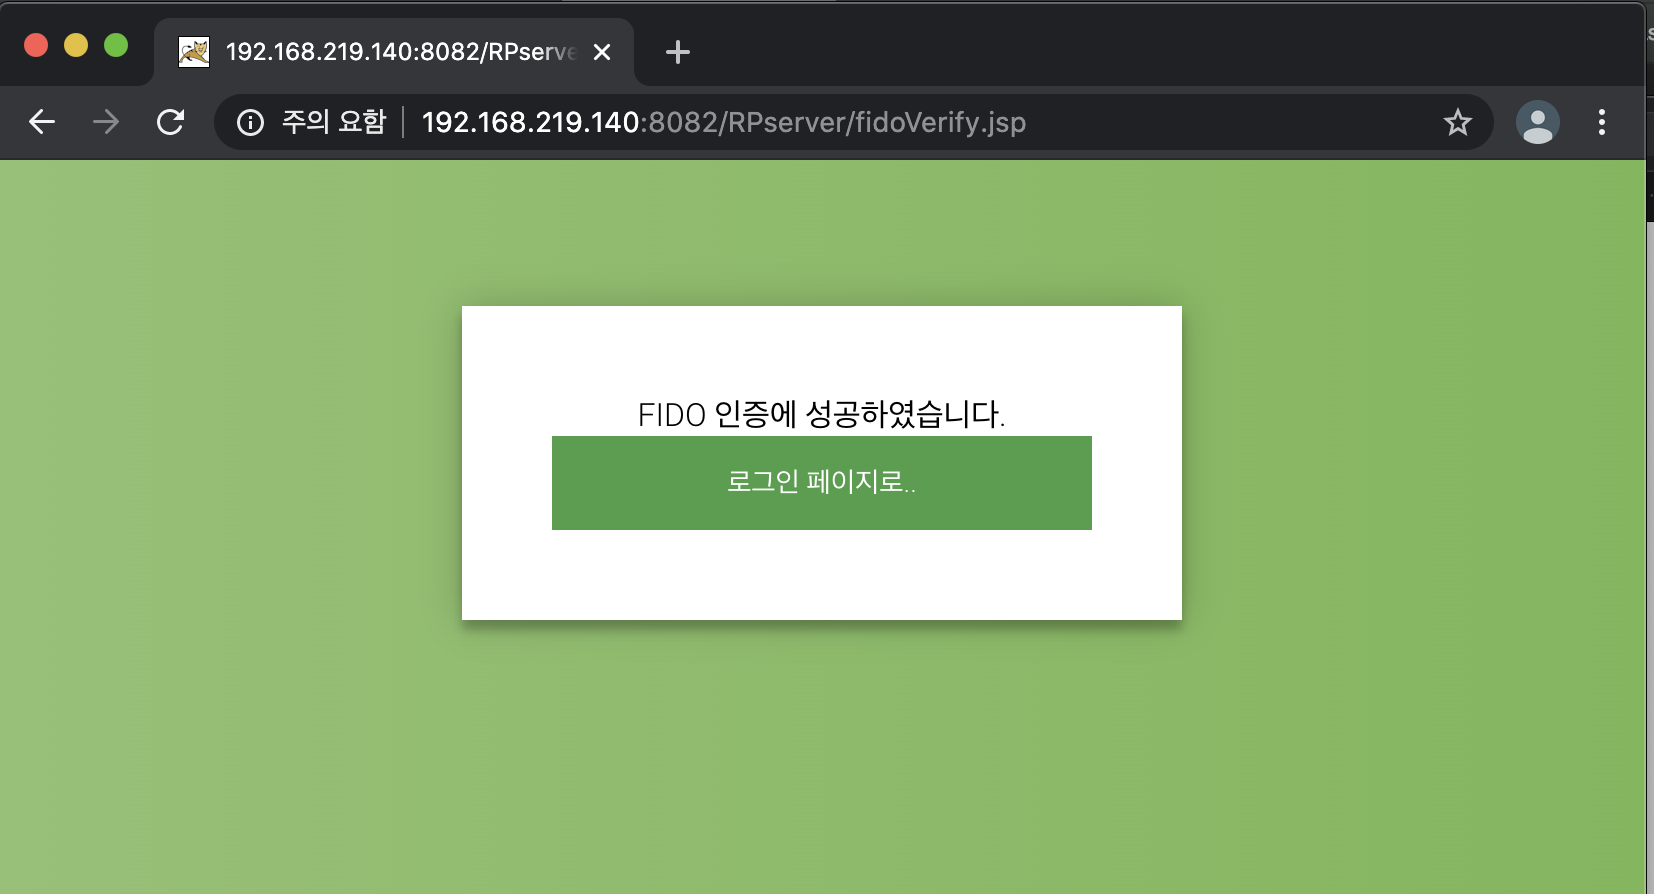 192.168.219.140:8082/RPserve
주의 요함
192.168.219.140:8082/RPserver/fidoVerify.jsp
FIDO 인증에 성공하였습니다.
로그인 페이지로..